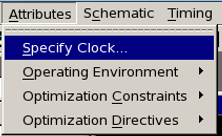 Attributes Schematic Timing
Specify Clock...
Operating Environment
Optimization Constraints
Optimization Directives